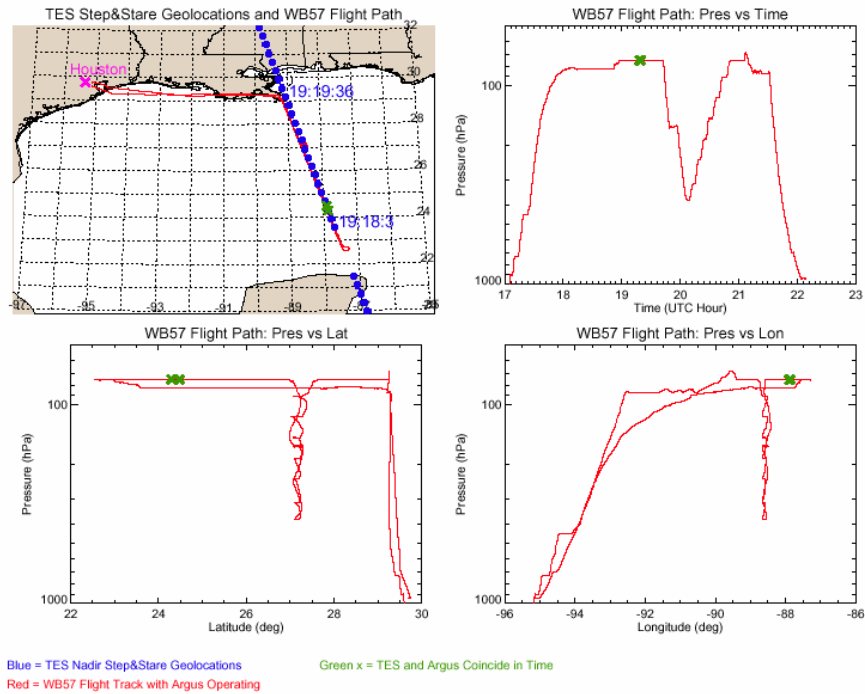 TES Step&Stare Geolocations and WB57 Flight Path
32
Houston
30
19:19:36
28
26
24
19:18:3
22
-97 -95 -93 -91 -89 -87
WB57 Flight Path: Pres vs Time
Pressure (hPa)
100
1000
17 18 19 20 21 22 23
Time (UTC Hour)
WB57 Flight Path: Pres vs Lat
Pressure (hPa)
100
1000
22 24 26 28 30
Latitude (deg)
WB57 Flight Path: Pres vs Lon
Pressure (hPa)
100
1000
-96 -94 -92 -90 -88 -86
Longitude (deg)
Blue = TES Nadir Step&Stare Geolocations
Green x = TES and Argus Coincide in Time
Red = WB57 Flight Track with Argus Operating